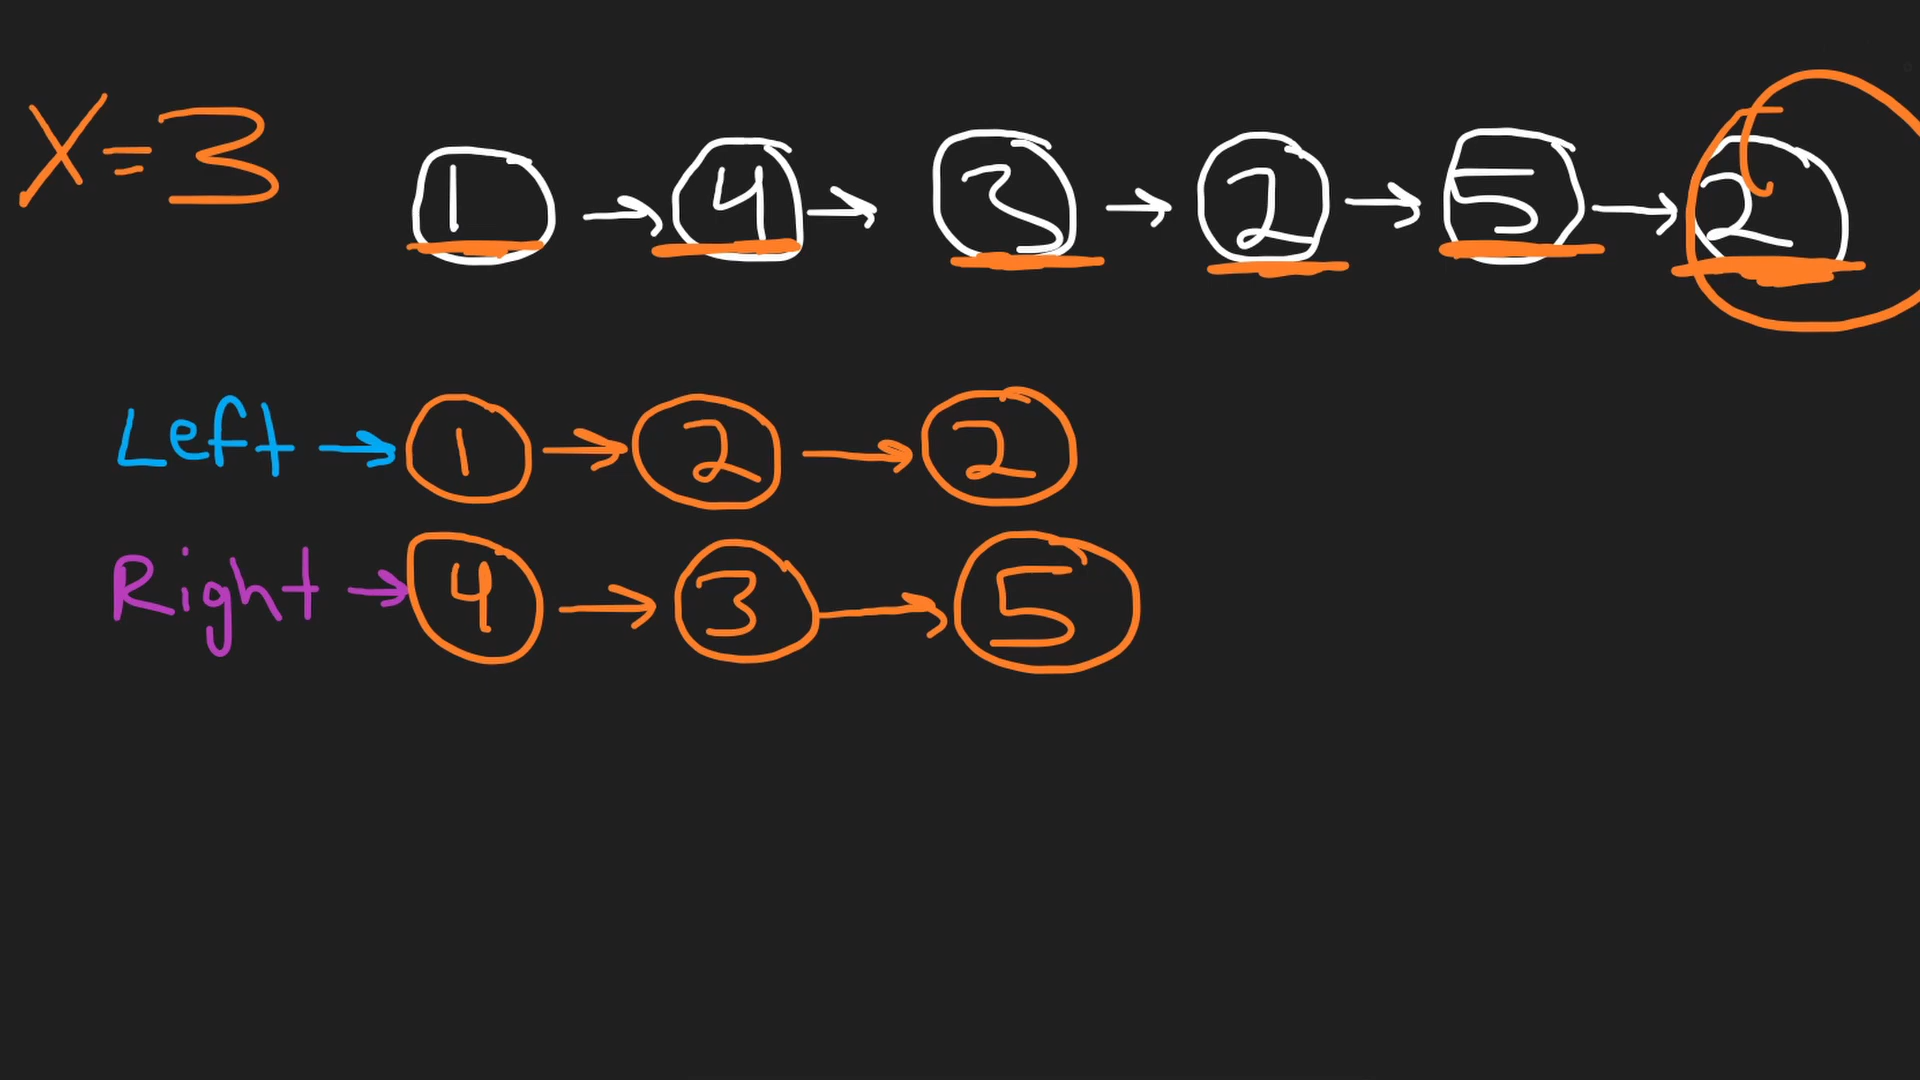 X=3 1 → 4 → 3 → 2 → 5 → 2
Left → 1 → 2 → 2
Right → 4 → 3 → 5